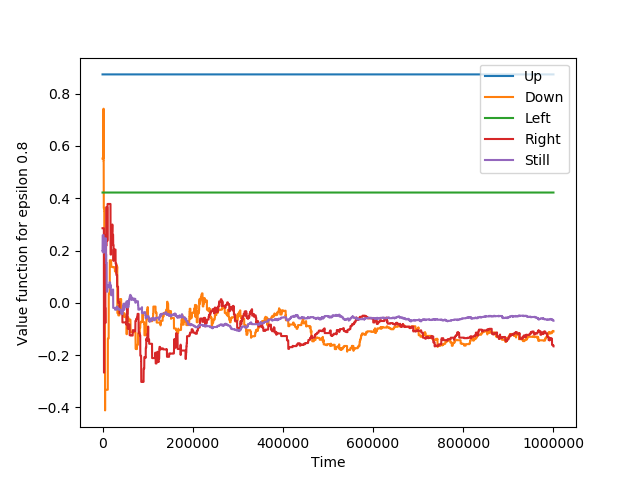 Up
Down
Left
Right
Still
0.8
0.6
0.4
0.2
0.0
−0.2
−0.4
Value function for epsilon 0.8
0 200000 400000 600000 800000 1000000
Time